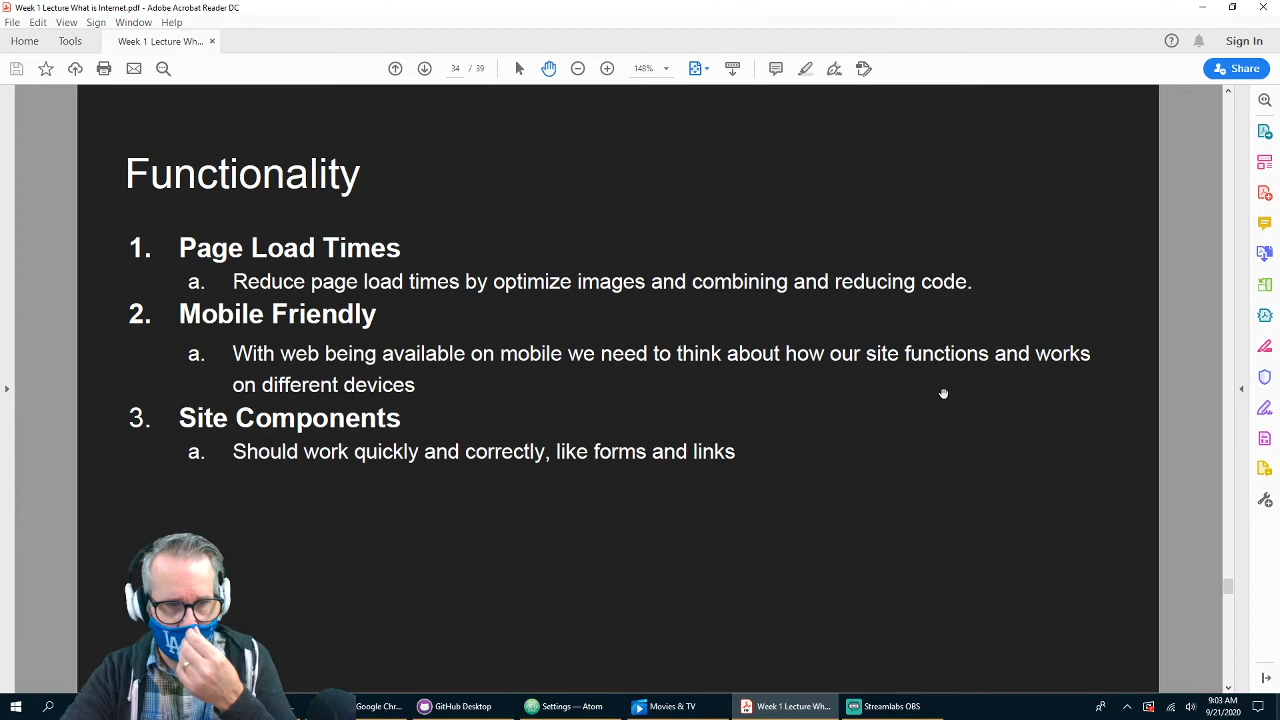 Week 1 Lecture What is Internet.pdf - Adobe Acrobat Reader DC
File Edit View Sign Window Help
Home Tools Week 1 Lecture Wh... × Sign In
34 / 39 148% Share
Functionality
1. Page Load Times
a. Reduce page load times by optimize images and combining and reducing code.
2. Mobile Friendly
a. With web being available on mobile we need to think about how our site functions and works
on different devices
3. Site Components
a. Should work quickly and correctly, like forms and links
LA
Google Chr... GitHub Desktop Settings — Atom Movies & TV Week 1 Lecture Wh... Streamlabs OBS
9:03 AM
9/21/2020